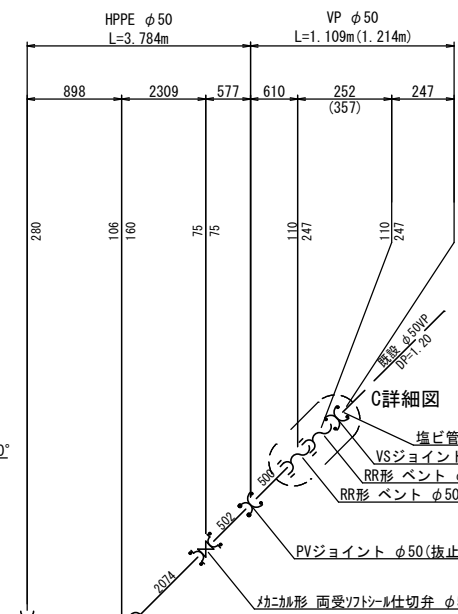 HPPE φ50
L=3.784m
VP φ50
L=1.109m(1.214m)
898
2309
577
610
252
(357)
247
280
106
160
75
75
110
247
110
247
既設 φ50VP
DP=1.20
C詳細図
塩ビ管
VSジョイント
RR形 ベント φ
RR形 ベント φ50
500
502
PVジョイント φ50(抜止
2074
メカニカル形 両受ソフトシール仕切弁 φ
0°